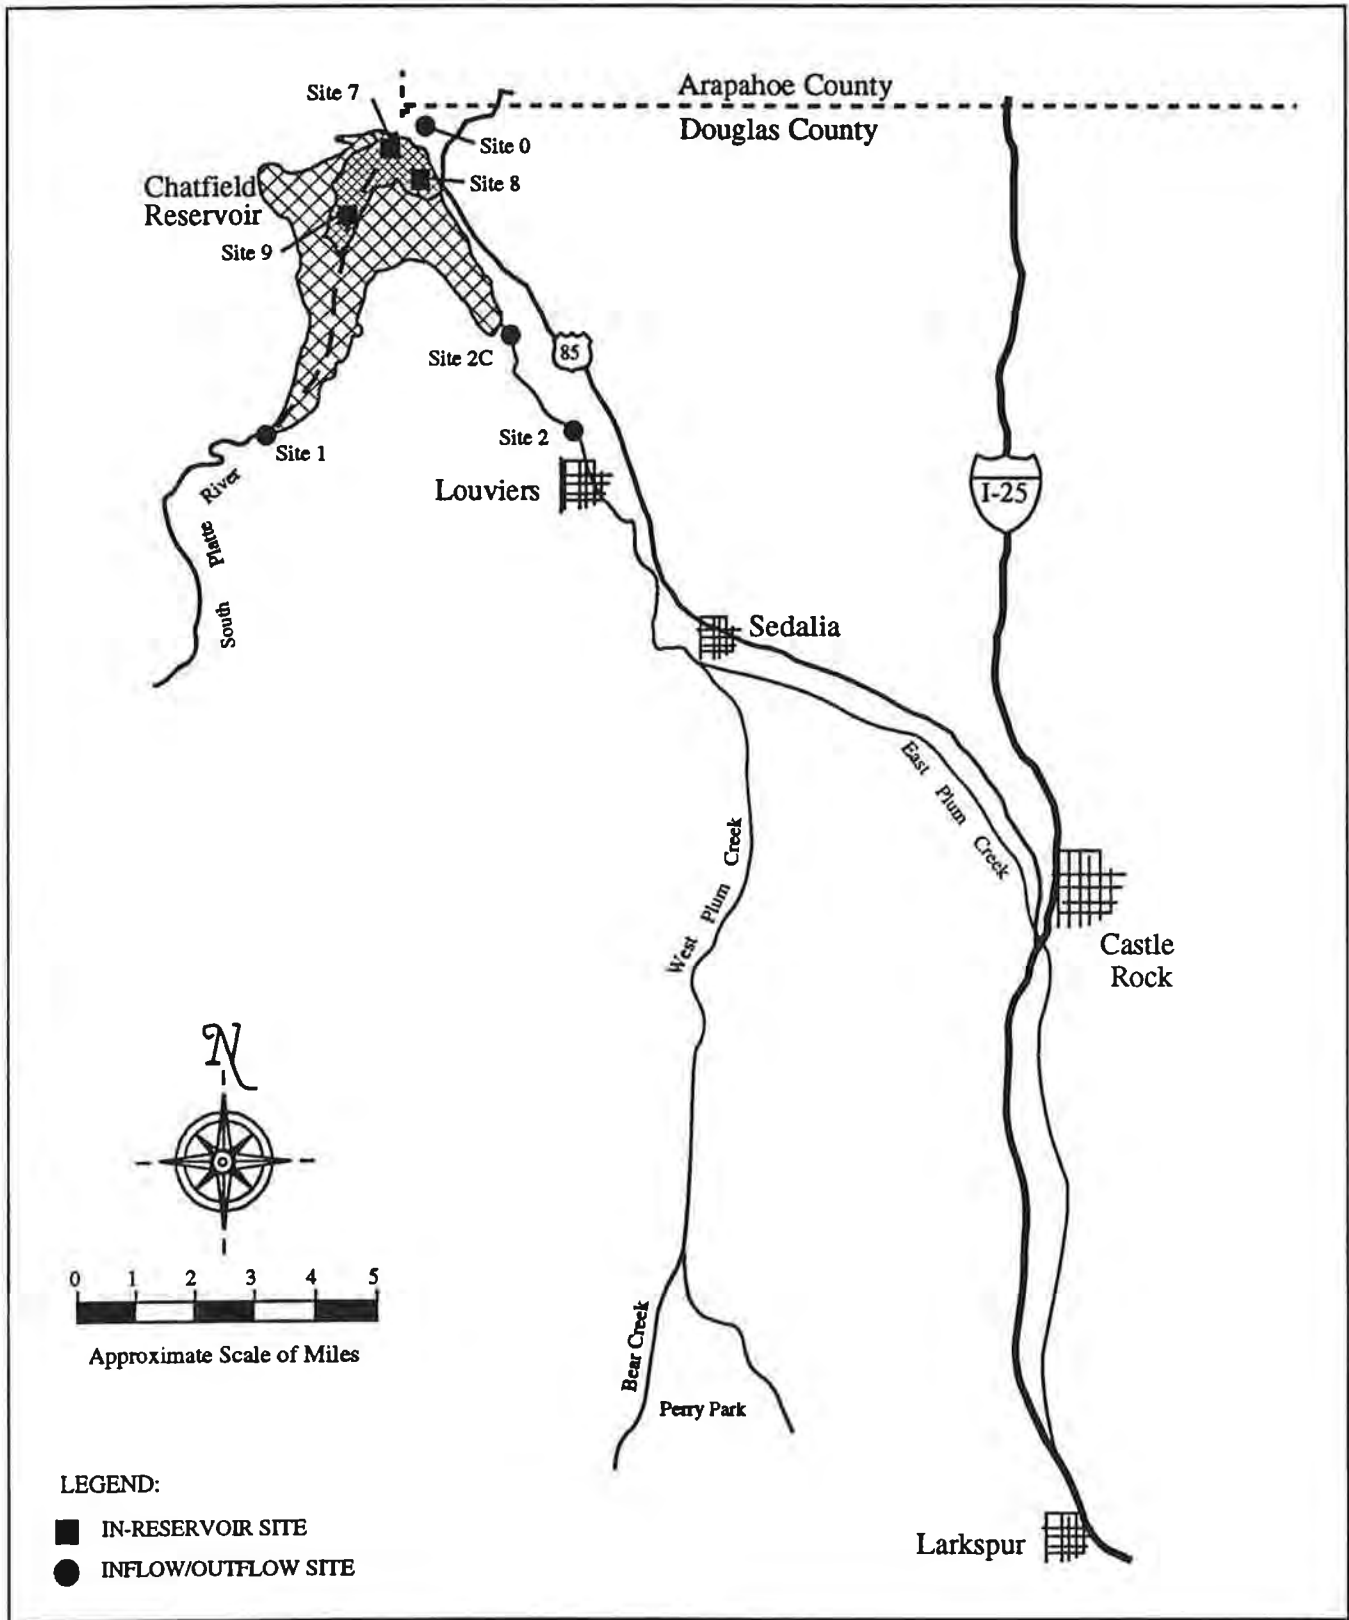 Arapahoe County
Douglas County
Site 7
Site 0
Site 8
Chatfield
Reservoir
Site 9
Site 2C
85
Site 2
Site 1
Louviers
I-25
South Platte River
Sedalia
East Plum Creek
West Plum Creek
Castle
Rock
N
0 1 2 3 4 5
Approximate Scale of Miles
Bear Creek
Perry Park
LEGEND:
IN-RESERVOIR SITE
INFLOW/OUTFLOW SITE
Larkspur